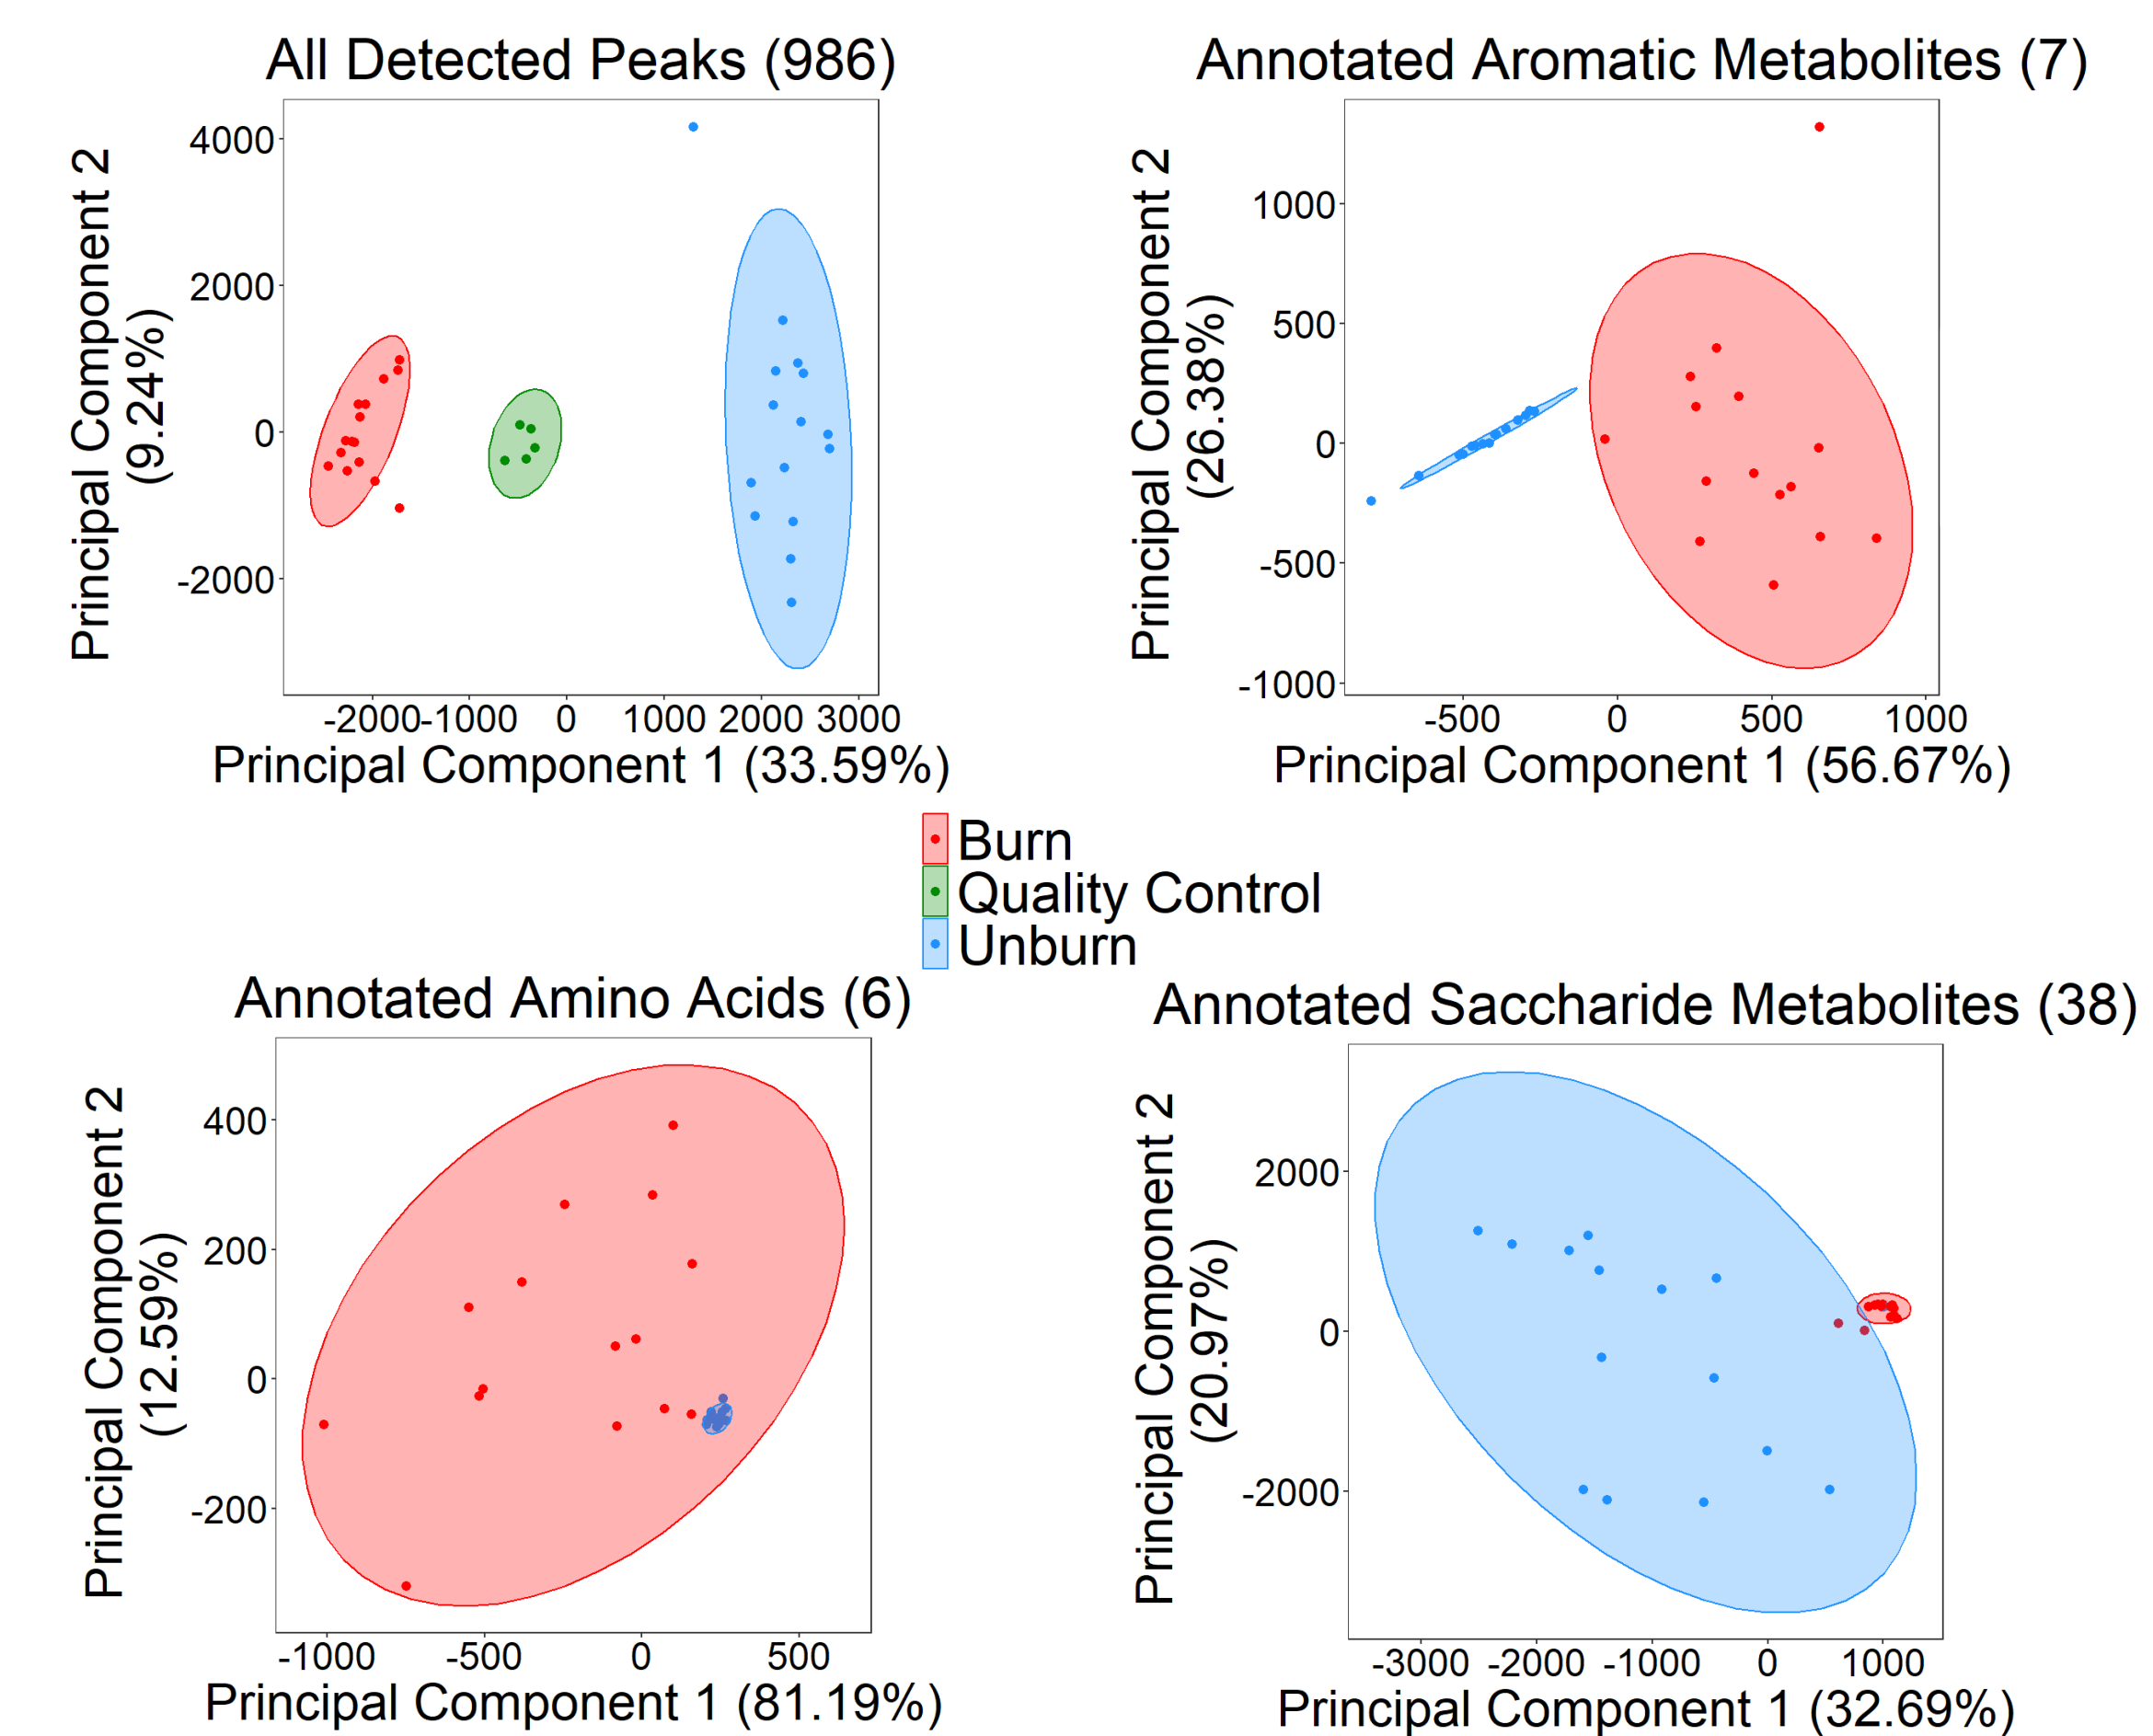 All Detected Peaks (986)
Principal Component 2
(9.24%)
4000
2000
0
-2000
-2000 -1000 0 1000 2000 3000
Principal Component 1 (33.59%)
Annotated Aromatic Metabolites (7)
Principal Component 2
(26.38%)
1000
500
0
-500
-1000
-500 0 500 1000
Principal Component 1 (56.67%)
Burn
Quality Control
Unburn
Annotated Amino Acids (6)
Principal Component 2
(12.59%)
400
200
0
-200
-1000 -500 0 500
Principal Component 1 (81.19%)
Annotated Saccharide Metabolites (38)
Principal Component 2
(20.97%)
2000
0
-2000
-3000 -2000 -1000 0 1000
Principal Component 1 (32.69%)